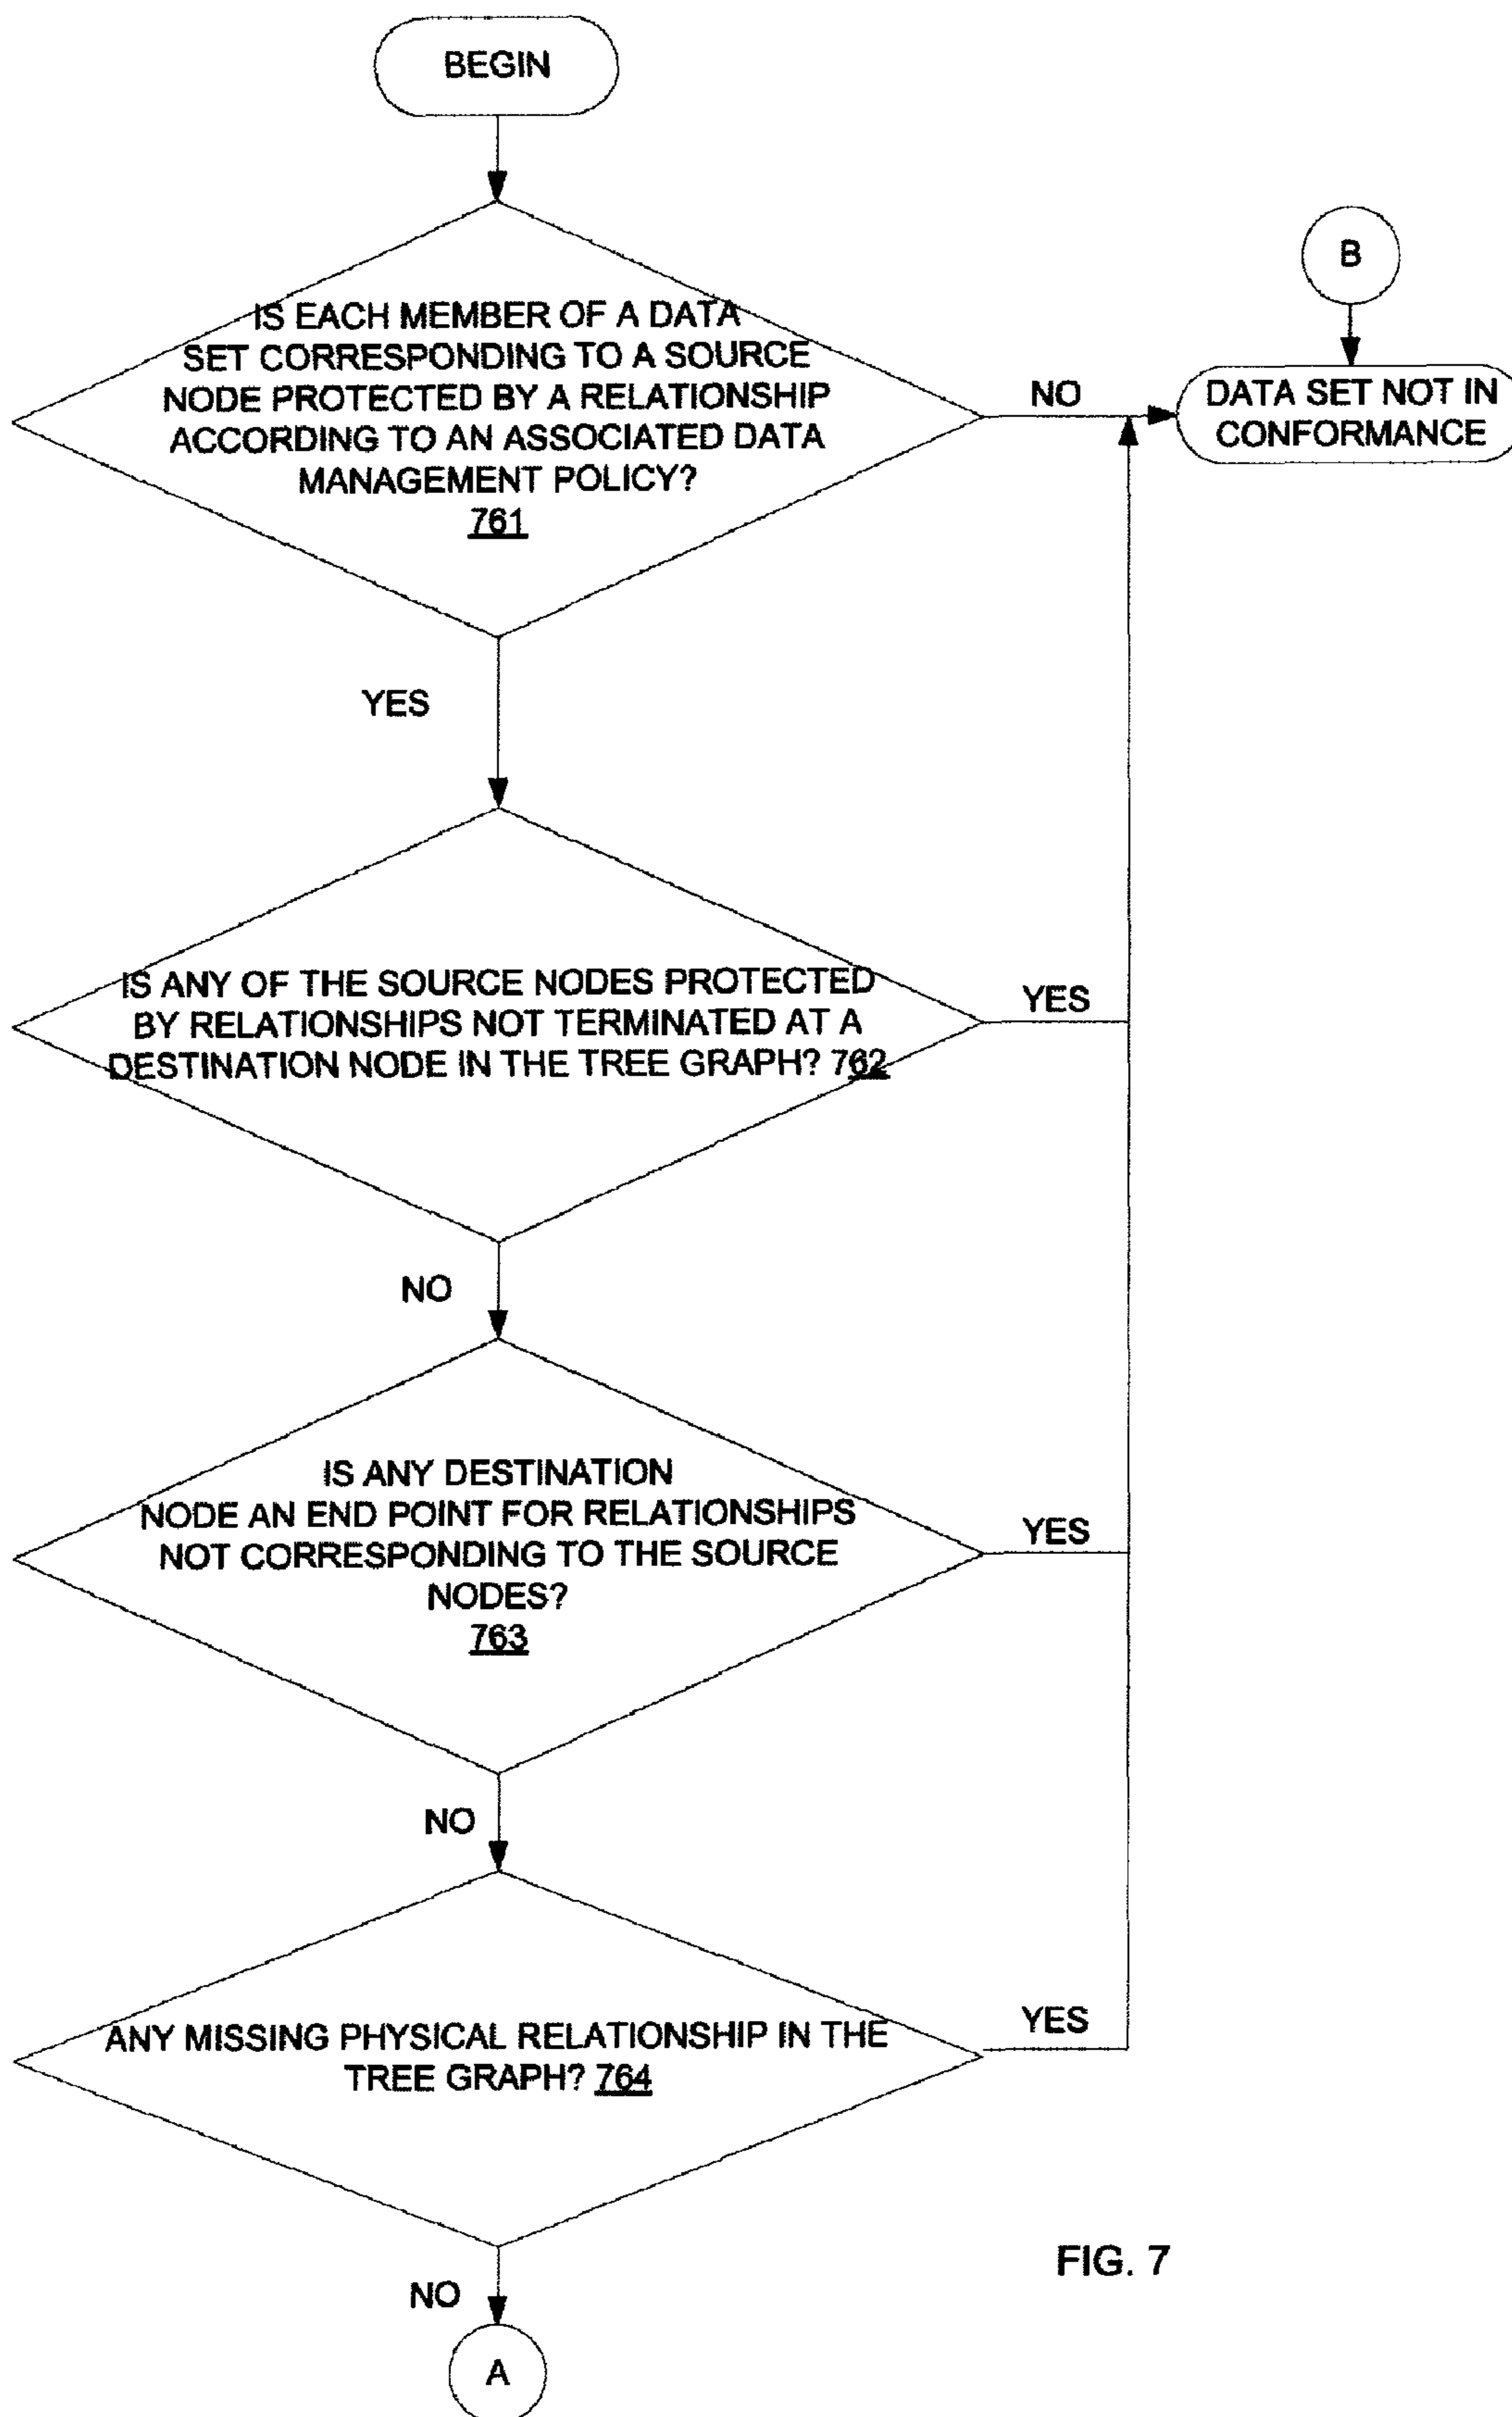 BEGIN
IS EACH MEMBER OF A DATA
SET CORRESPONDING TO A SOURCE
NODE PROTECTED BY A RELATIONSHIP
ACCORDING TO AN ASSOCIATED DATA
MANAGEMENT POLICY?
761
NO
B
DATA SET NOT IN
CONFORMANCE
YES
IS ANY OF THE SOURCE NODES PROTECTED
BY RELATIONSHIPS NOT TERMINATED AT A
DESTINATION NODE IN THE TREE GRAPH? 762
YES
NO
IS ANY DESTINATION
NODE AN END POINT FOR RELATIONSHIPS
NOT CORRESPONDING TO THE SOURCE
NODES?
763
YES
NO
ANY MISSING PHYSICAL RELATIONSHIP IN THE
TREE GRAPH? 764
YES
NO
A
FIG. 7